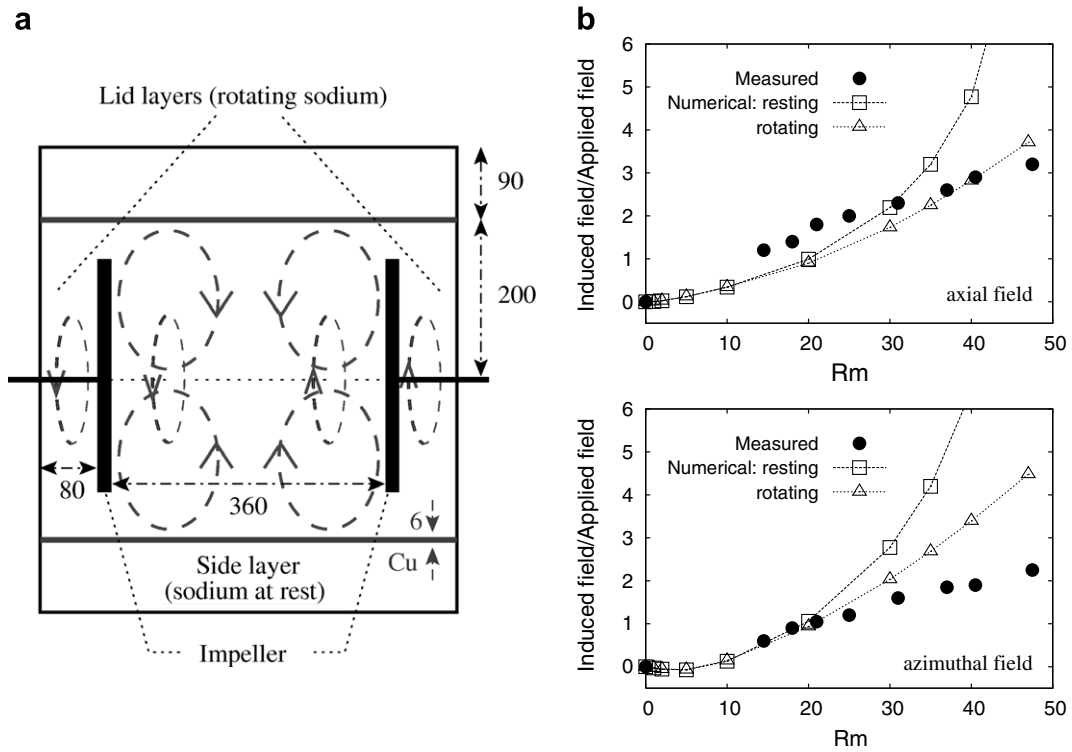 a
Lid layers (rotating sodium)
90
200
80
360
6
Cu
Side layer
(sodium at rest)
Impeller
b
Induced field/Applied field
6
5
4
3
2
1
0
Measured
Numerical: resting
rotating
axial field
0 10 20 30 40 50
Rm
Induced field/Applied field
6
5
4
3
2
1
0
Measured
Numerical: resting
rotating
azimuthal field
0 10 20 30 40 50
Rm